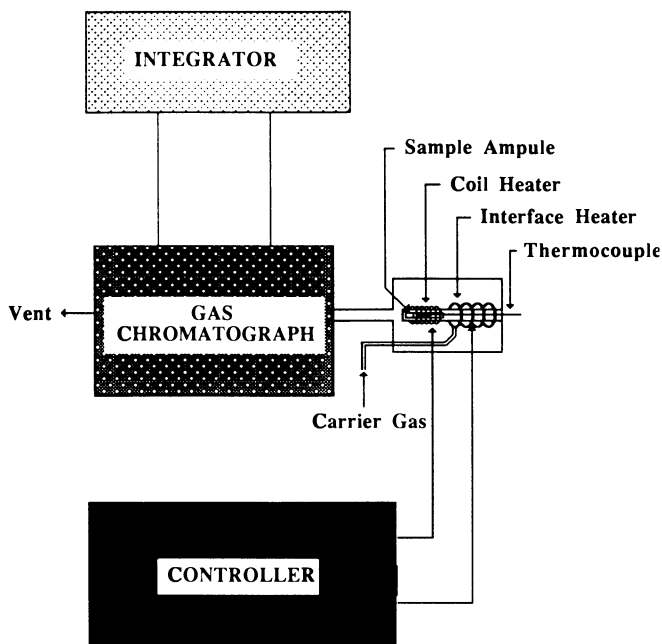 INTEGRATOR
Sample Ampule
Coil Heater
Interface Heater
Thermocouple
Vent
GAS
CHROMATOGRAPH
Carrier Gas
CONTROLLER